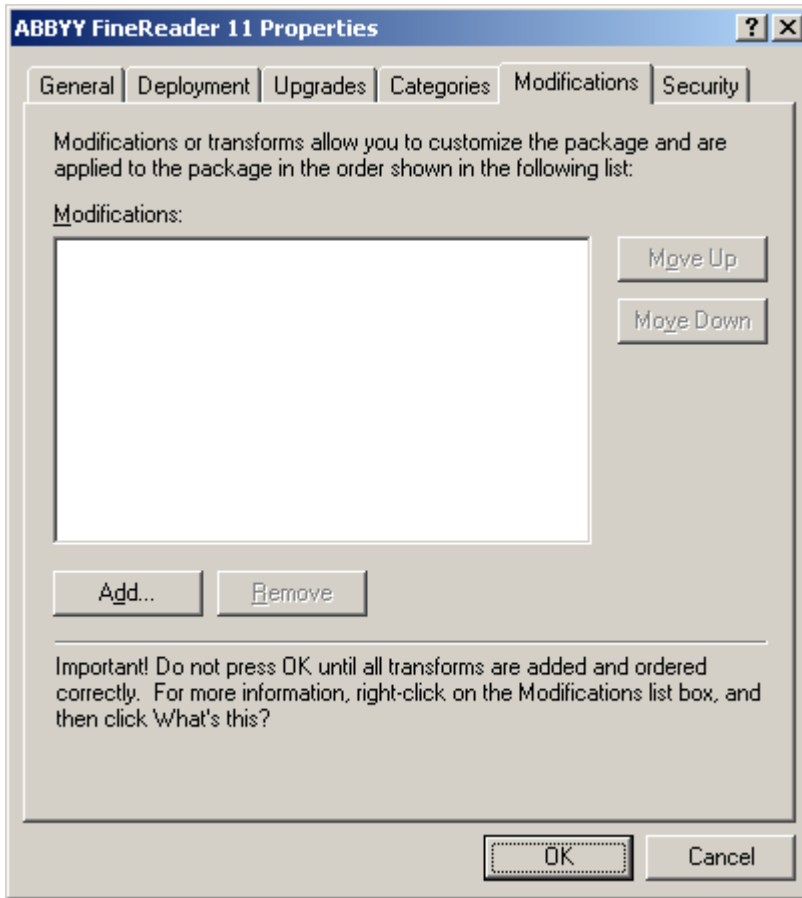 ABBYY FineReader 11 Properties
General Deployment Upgrades Categories Modifications Security
Modifications or transforms allow you to customize the package and are
applied to the package in the order shown in the following list:
Modifications:
Move Up
Move Down
Add... Remove
Important! Do not press OK until all transforms are added and ordered
correctly. For more information, right-click on the Modifications list box, and
then click What's this?
OK Cancel